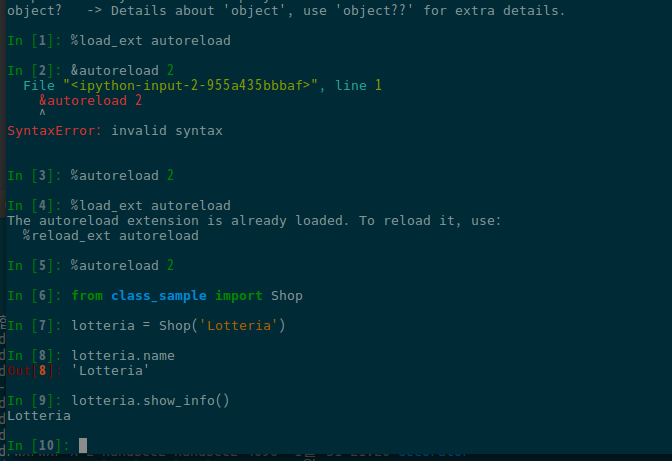 object?   -> Details about 'object', use 'object??' for extra details.
In [1]: %load_ext autoreload
In [2]: &autoreload 2
  File "<ipython-input-2-955a435bbbaf>", line 1
    &autoreload 2
    ^
SyntaxError: invalid syntax
In [3]: %autoreload 2
In [4]: %load_ext autoreload
The autoreload extension is already loaded. To reload it, use:
  %reload_ext autoreload
In [5]: %autoreload 2
In [6]: from class_sample import Shop
In [7]: lotteria = Shop('Lotteria')
In [8]: lotteria.name
Out[8]: 'Lotteria'
In [9]: lotteria.show_info()
Lotteria
In [10]: